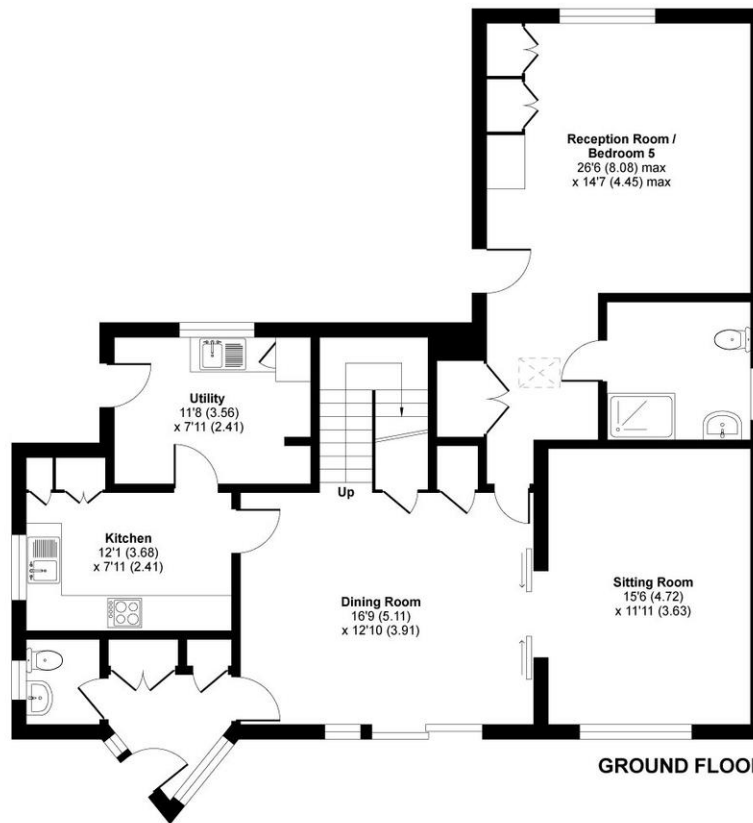 Reception Room /
Bedroom 5
26'6 (8.08) max
x 14'7 (4.45) max
Utility
11'8 (3.56)
x 7'11 (2.41)
Up
Kitchen
12'1 (3.68)
x 7'11 (2.41)
Dining Room
16'9 (5.11)
x 12'10 (3.91)
Sitting Room
15'6 (4.72)
x 11'11 (3.63)
GROUND FLOOR